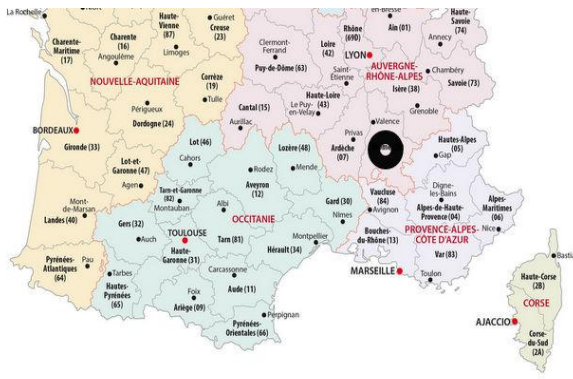 La Rochelle
Haute-
Vienne
(87)
Guéret
Creuse
(23)
en-Bresse
Ain (01)
Haute-
Savoie
(74)
Rhône
(69D)
Loire
(42)
Charente-
Maritime
(17)
Charente
(16)
Angoulême
Limoges
Clermont-
Ferrand
Puy-de-Dôme (63)
LYON
Annecy
AUVERGNE-
RHÔNE-ALPES
Chambéry
Savoie (73)
NOUVELLE-AQUITAINE
Corrèze
(19)
Tulle
Saint-
Étienne
Isère (38)
Haute-Loire
(43)
Grenoble
Périgueux
Dordogne (24)
Cantal (15)
Aurillac
Le Puy-
en-Velay
Valence
BORDEAUX
Gironde (33)
Privas
Ardèche
(07)
Hautes-Alpes
(05)
Gap
Lot (46)
Cahors
Lozère (48)
Mende
Lot-et-
Garonne (47)
Agen
Rodez
Aveyron
(12)
Tarn-et-Garonne
(82)
Montauban
Albi
Gard (30)
Nîmes
Vaucluse
(84)
Avignon
Digne-
les-Bains
Alpes-de-Haute-
Provence (04)
Alpes-
Maritimes
(06)
Nice
Mont-
de-Marsan
Landes (40)
Gers (32)
Auch
TOULOUSE
Haute-
Garonne (31)
Tarn (81)
OCCITANIE
Montpellier
Hérault (34)
Bouches-
du-Rhône (13)
PROVENCE-ALPES-
CÔTE D'AZUR
Var (83)
MARSEILLE
Toulon
Pyrénées-
Atlantiques
(64)
Pau
Tarbes
Hautes-
Pyrénées
(65)
Foix
Ariège (09)
Carcassonne
Aude (11)
Perpignan
Pyrénées-
Orientales (66)
Bastia
Haute-Corse
(2B)
CORSE
AJACCIO
Corse-
du-Sud
(2A)